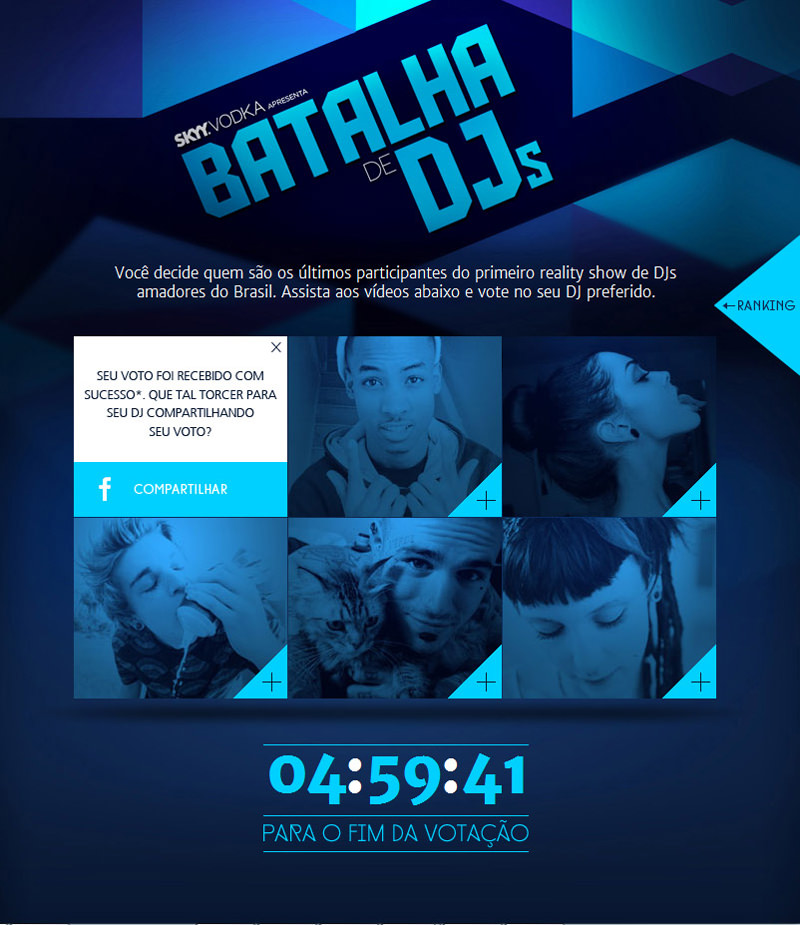 SKYY.VODKA APRESENTA
BATALHA
DE DJs
Você decide quem são os últimos participantes do primeiro reality show de DJs
amadores do Brasil. Assista aos vídeos abaixo e vote no seu DJ preferido.
←RANKING
X
SEU VOTO FOI RECEBIDO COM
SUCESSO*. QUE TAL TORCER PARA
SEU DJ COMPARTILHANDO
SEU VOTO?
f COMPARTILHAR
+ +
+ + +
04:59:41
PARA O FIM DA VOTAÇÃO